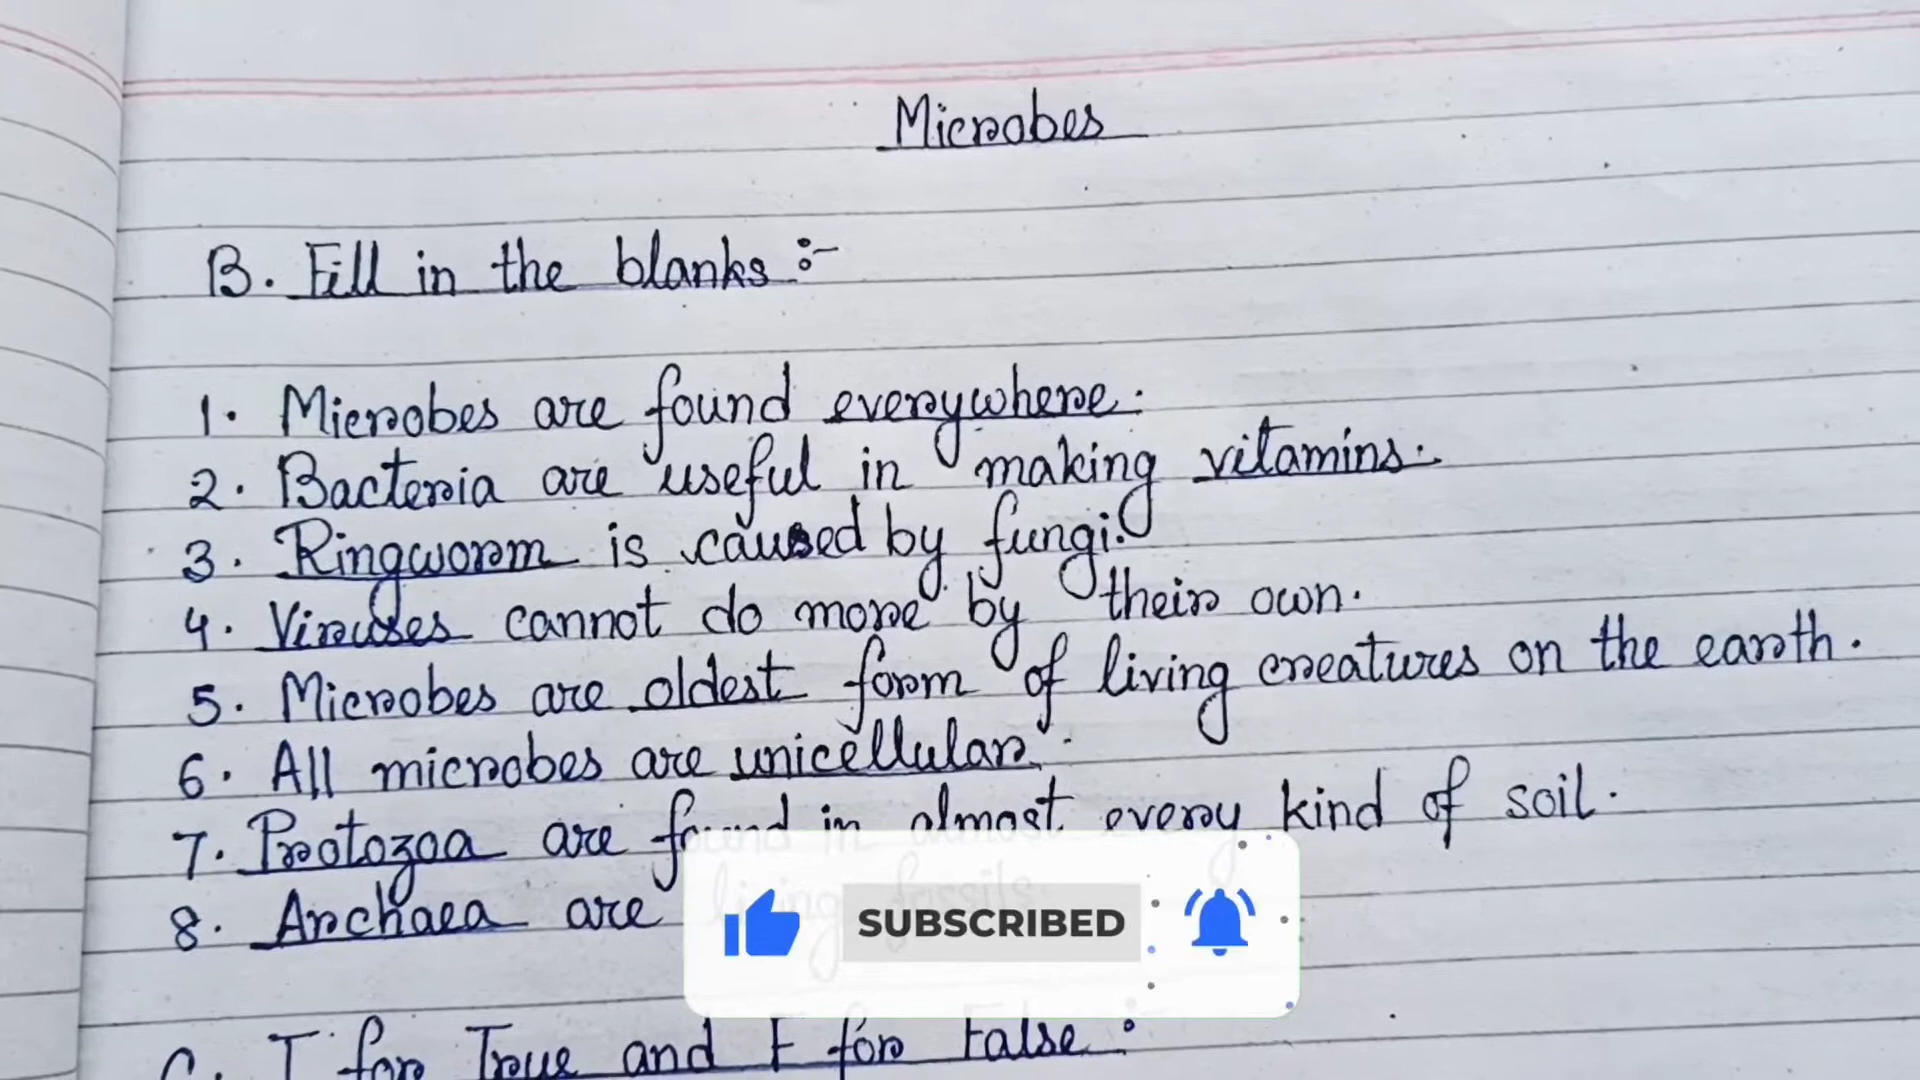 Microbes
B. Fill in the blanks :-
1. Microbes are found everywhere.
2. Bacteria are useful in making vitamins.
3. Ringworm is caused by fungi.
4. Viruses cannot do more by their own.
5. Microbes are oldest form of living creatures on the earth.
6. All microbes are unicellular.
7. Protozoa are found in almost every kind of soil.
8. Archaea are living fossils.
SUBSCRIBED
C. T for True and F for False :